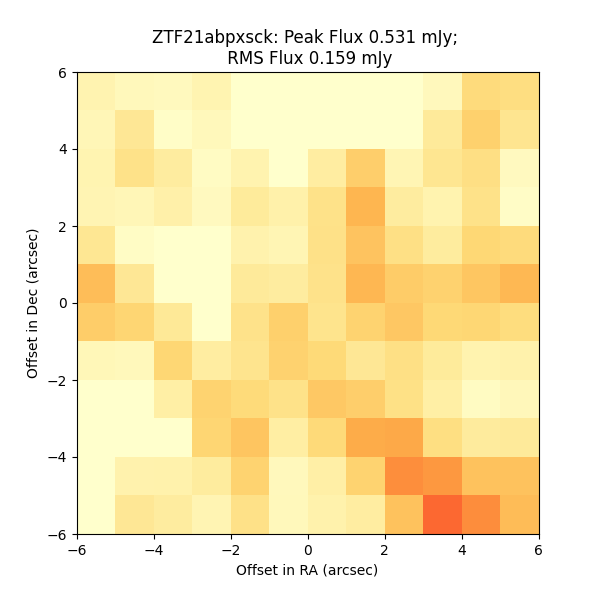 ZTF21abpxsck: Peak Flux 0.531 mJy;
RMS Flux 0.159 mJy
6
4
2
0
−2
−4
−6
Offset in Dec (arcsec)
−6 −4 −2 0 2 4 6
Offset in RA (arcsec)